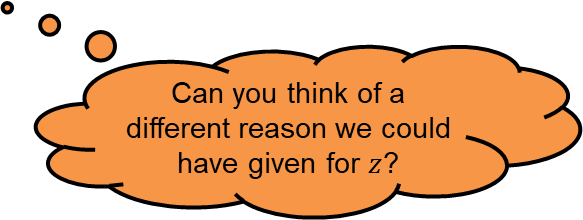 Can you think of a
different reason we could
have given for z?